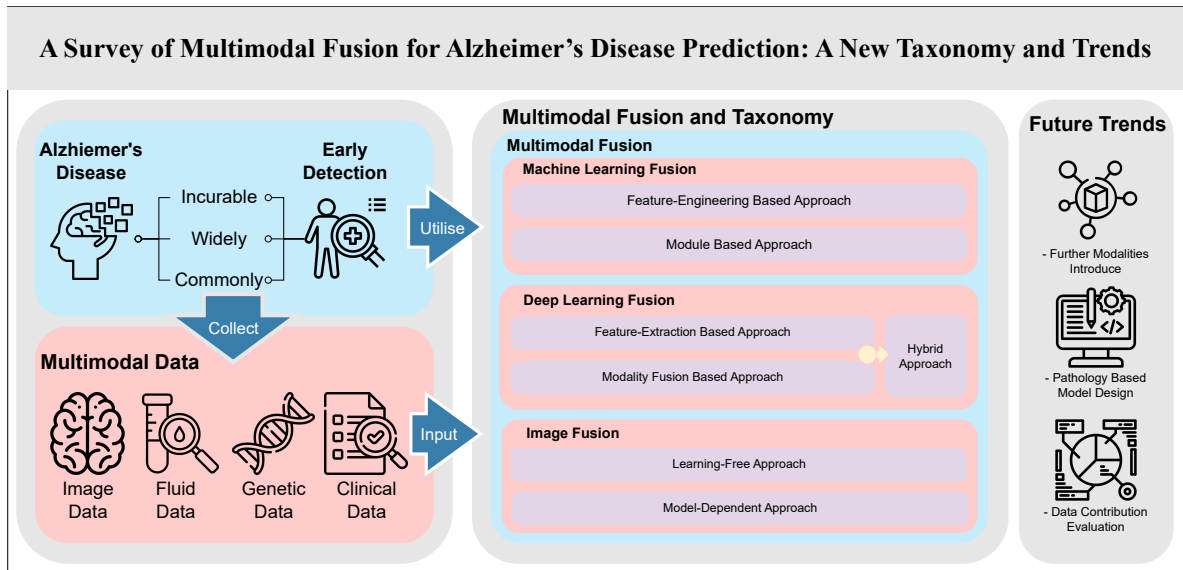 A Survey of Multimodal Fusion for Alzheimer's Disease Prediction: A New Taxonomy and Trends
Alzhiemer's
Disease
Early
Detection
Incurable
Widely
Commonly
Utilise
Collect
Multimodal Data
Image
Data
Fluid
Data
Genetic
Data
Clinical
Data
Input
Multimodal Fusion and Taxonomy
Multimodal Fusion
Machine Learning Fusion
Feature-Engineering Based Approach
Module Based Approach
Deep Learning Fusion
Feature-Extraction Based Approach
Modality Fusion Based Approach
Hybrid
Approach
Image Fusion
Learning-Free Approach
Model-Dependent Approach
Future Trends
- Further Modalities
Introduce
- Pathology Based
Model Design
- Data Contribution
Evaluation